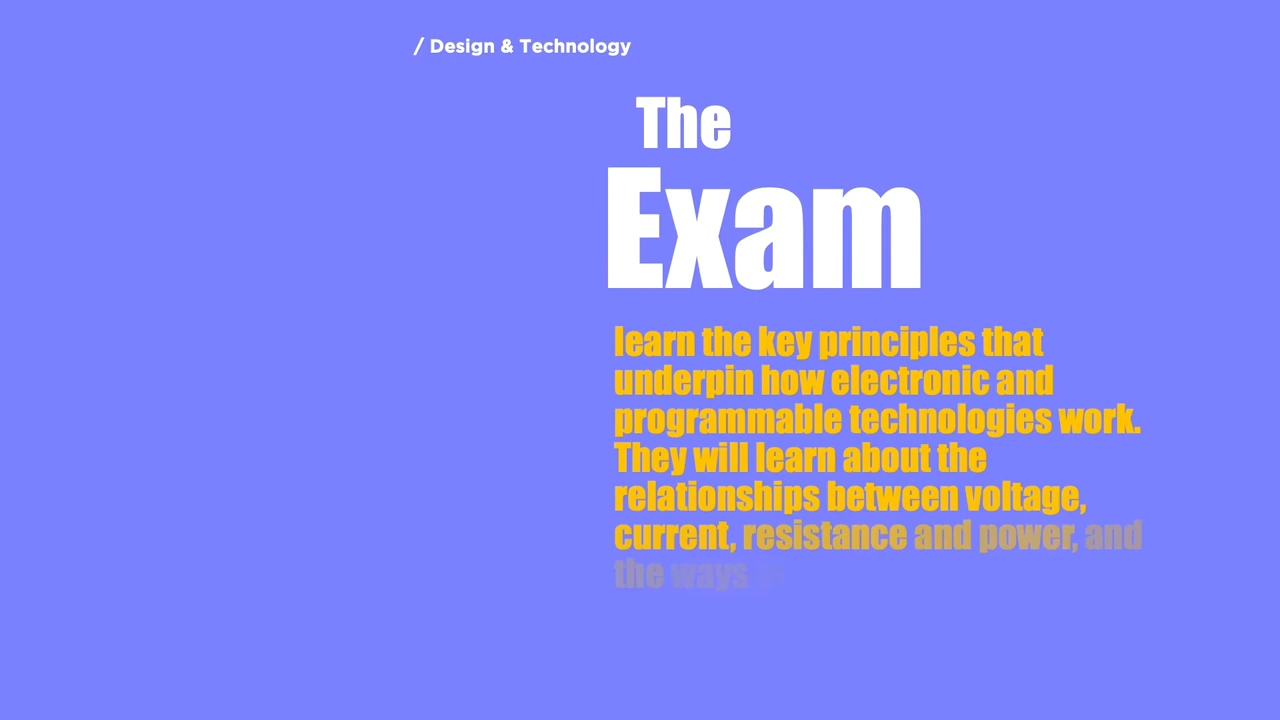 / Design & Technology
The
Exam
learn the key principles that
underpin how electronic and
programmable technologies work.
They will learn about the
relationships between voltage,
current, resistance and power, and
the ways